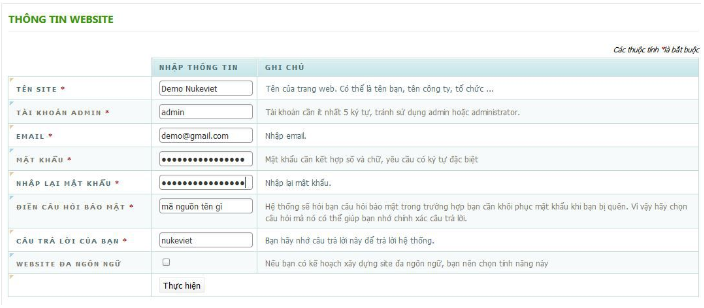 THÔNG TIN WEBSITE
Các thuộc tính *là bắt buộc
NHẬP THÔNG TIN GHI CHÚ
TÊN SITE * Demo Nukeviet Tên của trang web. Có thể là tên bạn, tên công ty, tổ chức ...
TÀI KHOẢN ADMIN * admin Tài khoản cần ít nhất 5 ký tự, tránh sử dụng admin hoặc administrator.
EMAIL * demo@gmail.com Nhập email.
MẬT KHẨU * ●●●●●●●●●●●●●●●● Mật khẩu cần kết hợp số và chữ, yêu cầu có ký tự đặc biệt
NHẬP LẠI MẬT KHẨU * ●●●●●●●●●●●●●●●● Nhập lại mật khẩu.
ĐIỀN CÂU HỎI BẢO MẬT * mã nguồn tên gì Hệ thống sẽ hỏi bạn câu hỏi bảo mật trong trường hợp bạn cần khôi phục mật khẩu khi bạn bị quên. Vì vậy hãy chọn
câu hỏi mà nó có thể giúp bạn nhớ chính xác câu trả lời.
CÂU TRẢ LỜI CỦA BẠN * nukeviet Bạn hãy nhớ câu trả lời này để trả lời hệ thống.
WEBSITE ĐA NGÔN NGỮ Nếu bạn có kế hoạch xây dựng site đa ngôn ngữ, bạn nên chọn tính năng này
Thực hiện